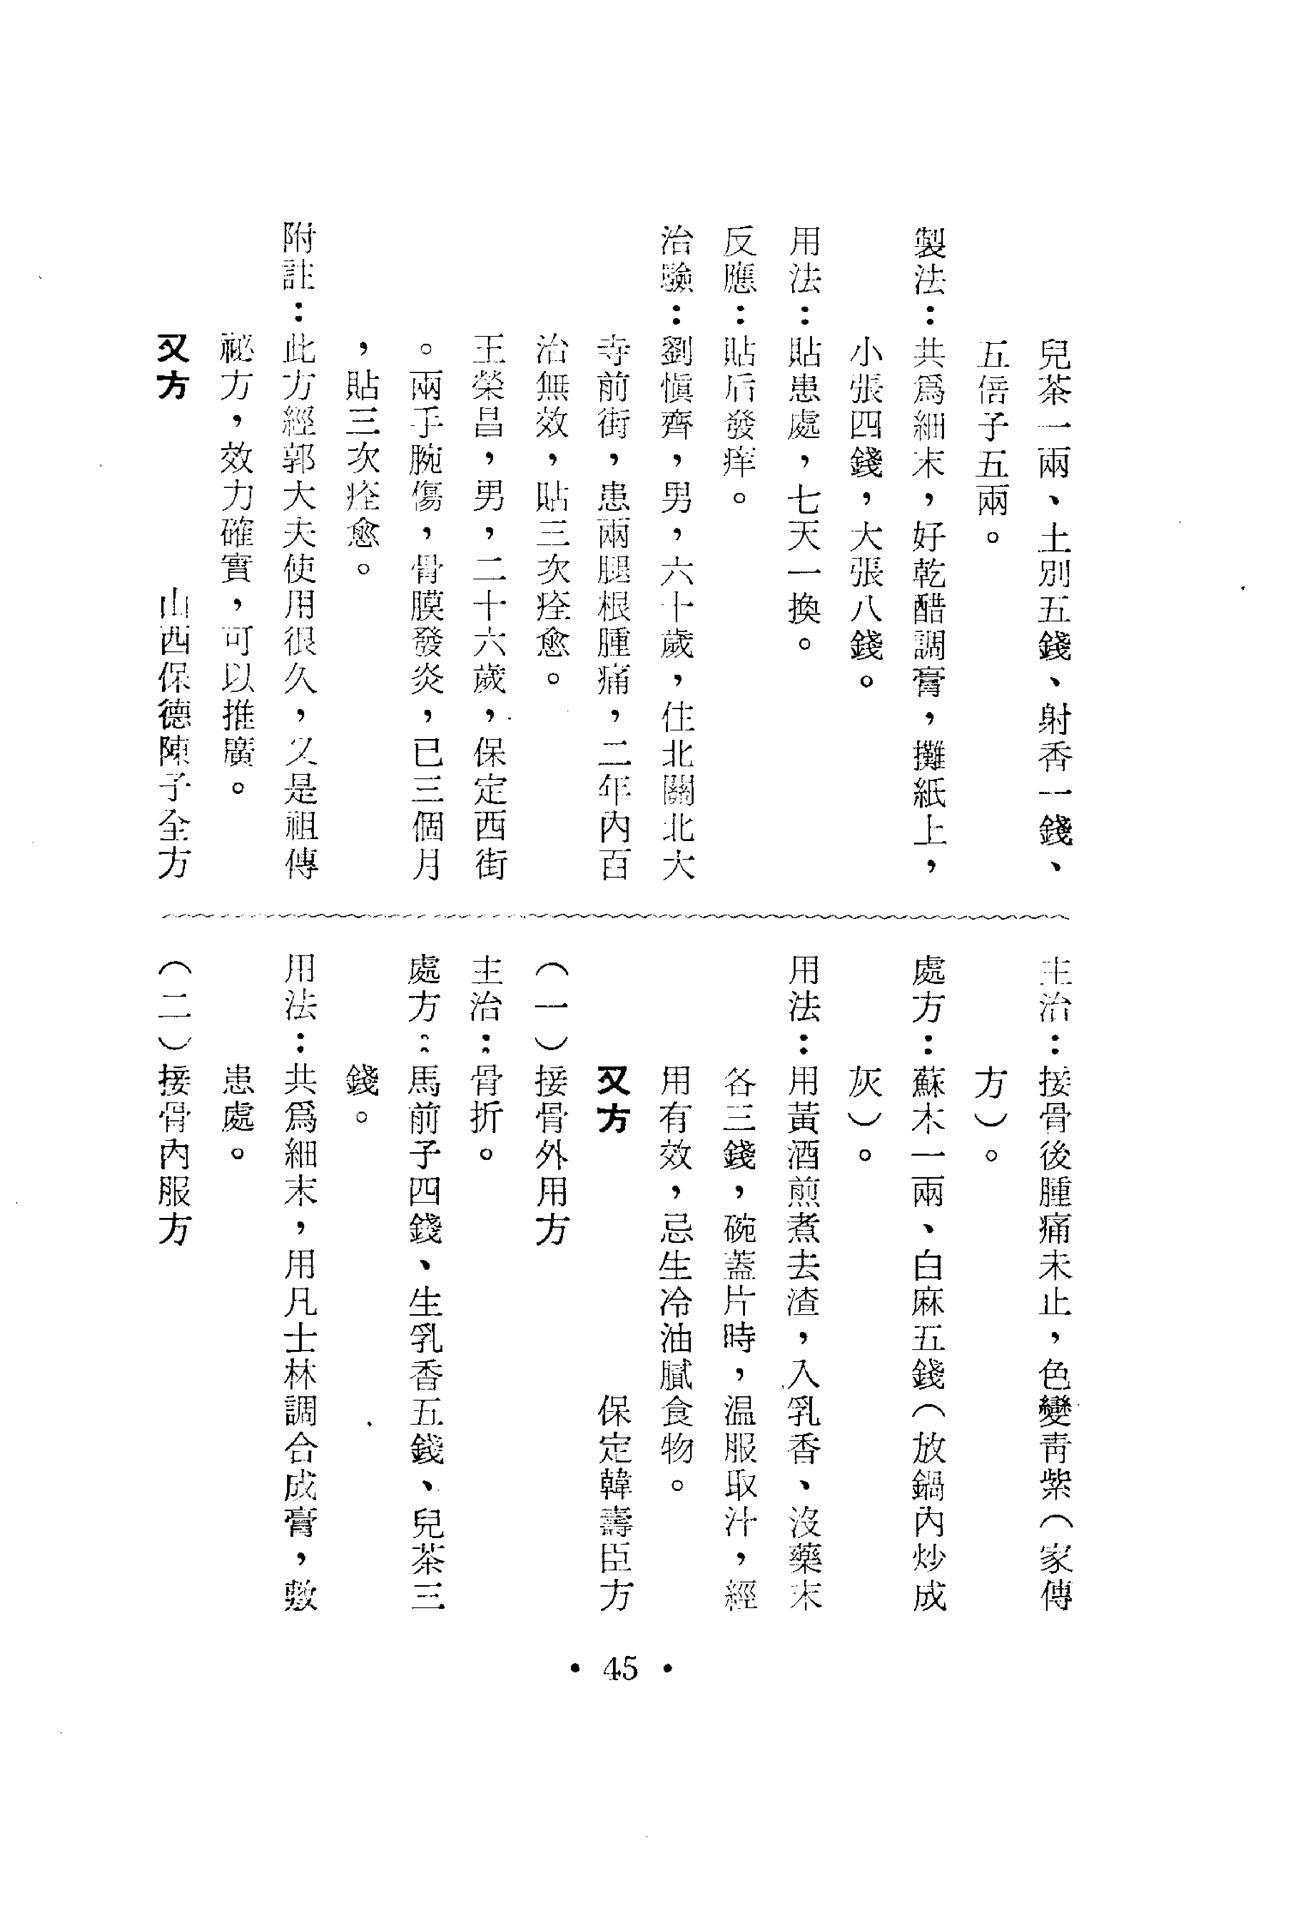 兒茶一兩、土別五錢、射香一錢、
五倍子五兩。
製法：共爲細末，好乾醋調膏，攤紙上，
小張四錢，大張八錢。
用法：貼患處，七天一換。
反應：貼后發痒。
治驗：劉愼齊，男，六十歲，住北關北大
寺前街，患兩腿根腫痛，二年內百
治無效，貼三次痊愈。
王榮昌，男，二十六歲，保定西街
。兩手腕傷，骨膜發炎，已三個月
，貼三次痊愈。
附註：此方經郭大夫使用很久，又是祖傳
祕方，效力確實，可以推廣。
又方　　　　　山西保德陳子全方
主治：接骨後腫痛未止，色變靑紫（家傳
方）。
處方：蘇木一兩、白麻五錢（放鍋內炒成
灰）。
用法：用黃酒煎煮去渣，入乳香、沒藥末
各三錢，碗蓋片時，温服取汁，經
用有效，忌生冷油膩食物。
又方　　　　　保定韓壽臣方
（一）接骨外用方
主治：骨折。
處方：馬前子四錢、生乳香五錢、兒茶三
錢。
用法：共爲細末，用凡士林調合成膏，敷
患處。
（二）接骨內服方
• 45 •